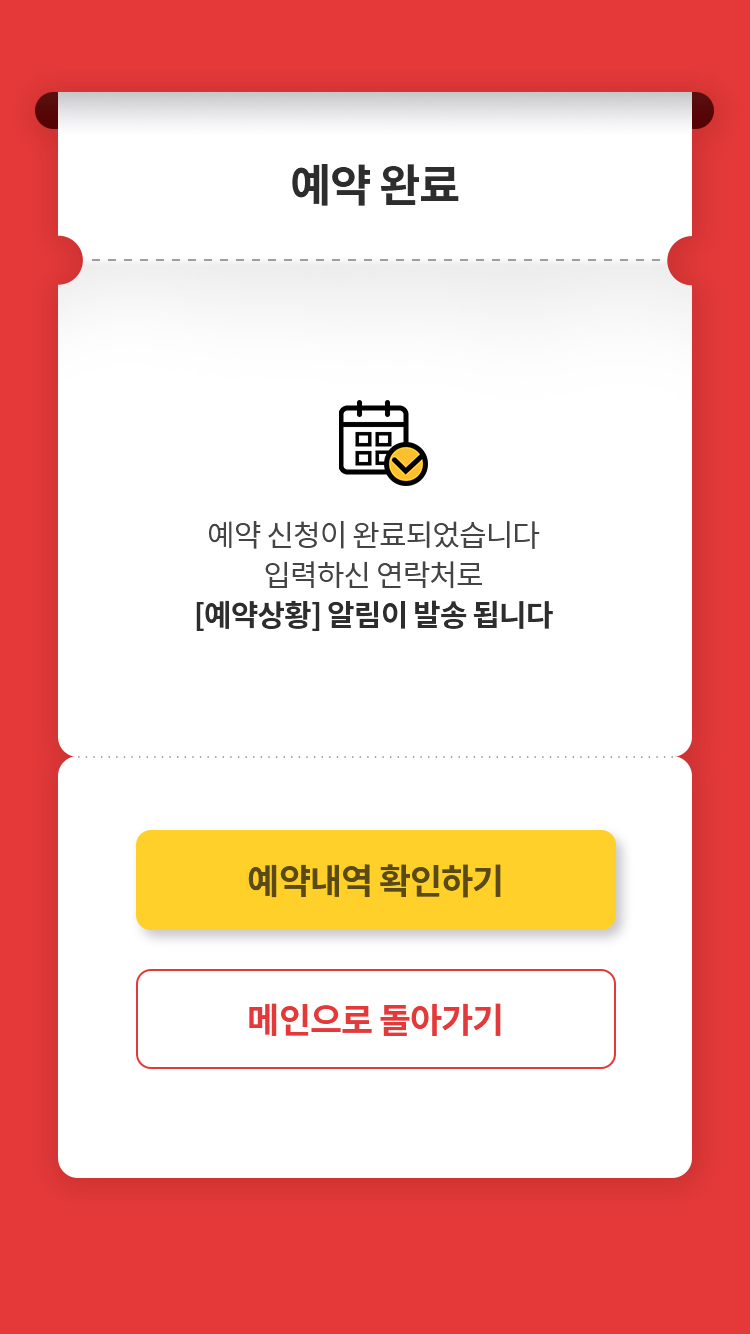 예약 완료
예약 신청이 완료되었습니다
입력하신 연락처로
[예약상황] 알림이 발송 됩니다
예약내역 확인하기
메인으로 돌아가기